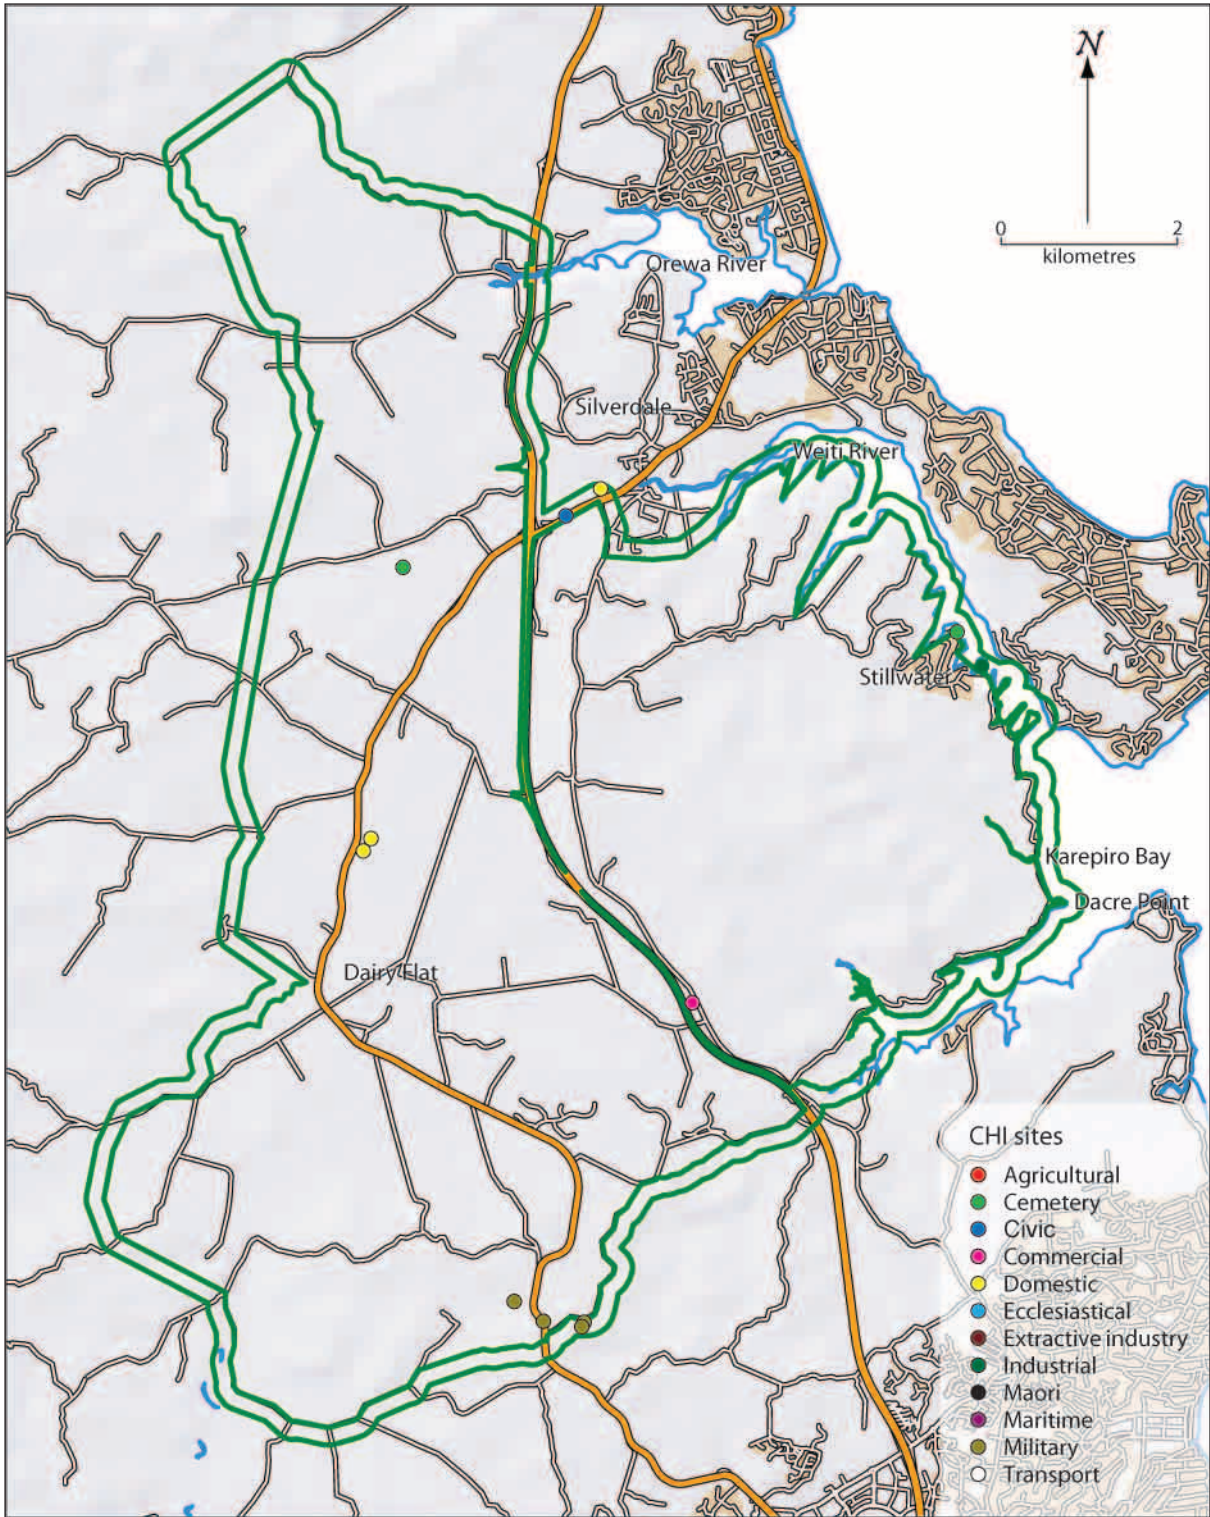 N
0 2
kilometres
Orewa River
Silverdale
Weiti River
Stillwater
Karepiro Bay
Dacre Point
Dairy Flat
CHI sites
Agricultural
Cemetery
Civic
Commercial
Domestic
Ecclesiastical
Extractive industry
Industrial
Maori
Maritime
Military
Transport